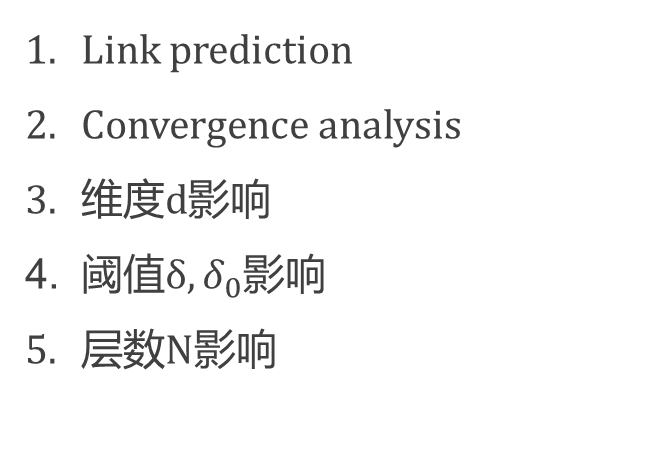 1. Link prediction
2. Convergence analysis
3. 维度d影响
4. 阈值δ, δ₀影响
5. 层数N影响